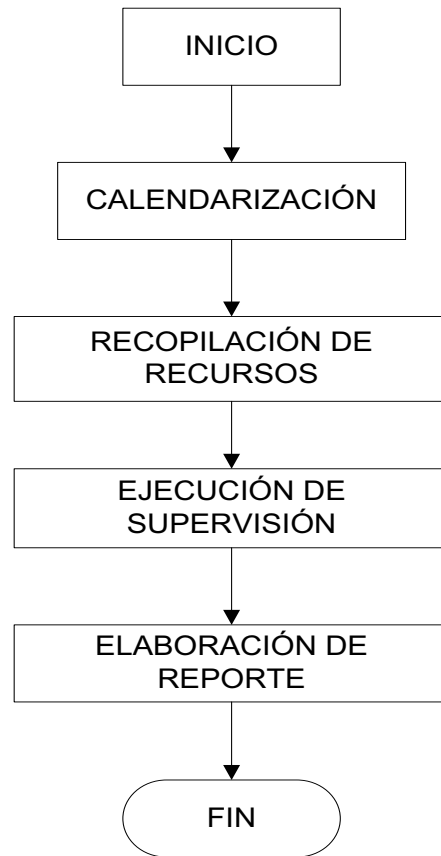 INICIO
CALENDARIZACIÓN
RECOPILACIÓN DE
RECURSOS
EJECUCIÓN DE
SUPERVISIÓN
ELABORACIÓN DE
REPORTE
FIN